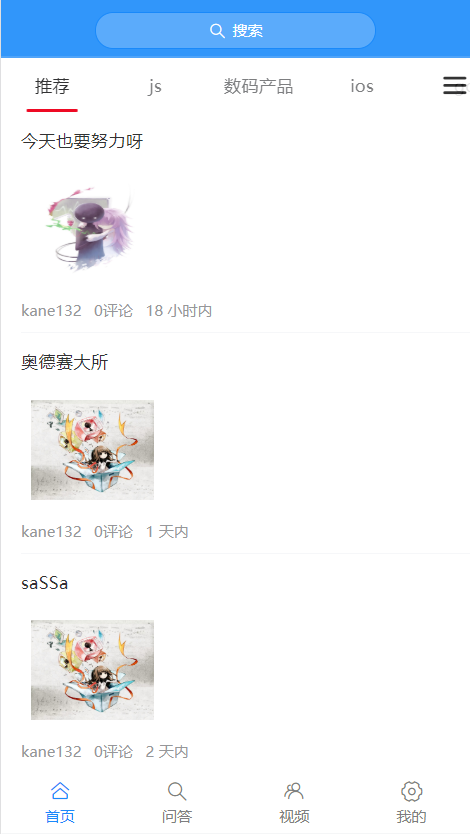 搜索
推荐 js 数码产品 ios
今天也要努力呀
kane132 0评论 18 小时内
奥德赛大所
kane132 0评论 1 天内
saSSa
kane132 0评论 2 天内
首页 问答 视频 我的